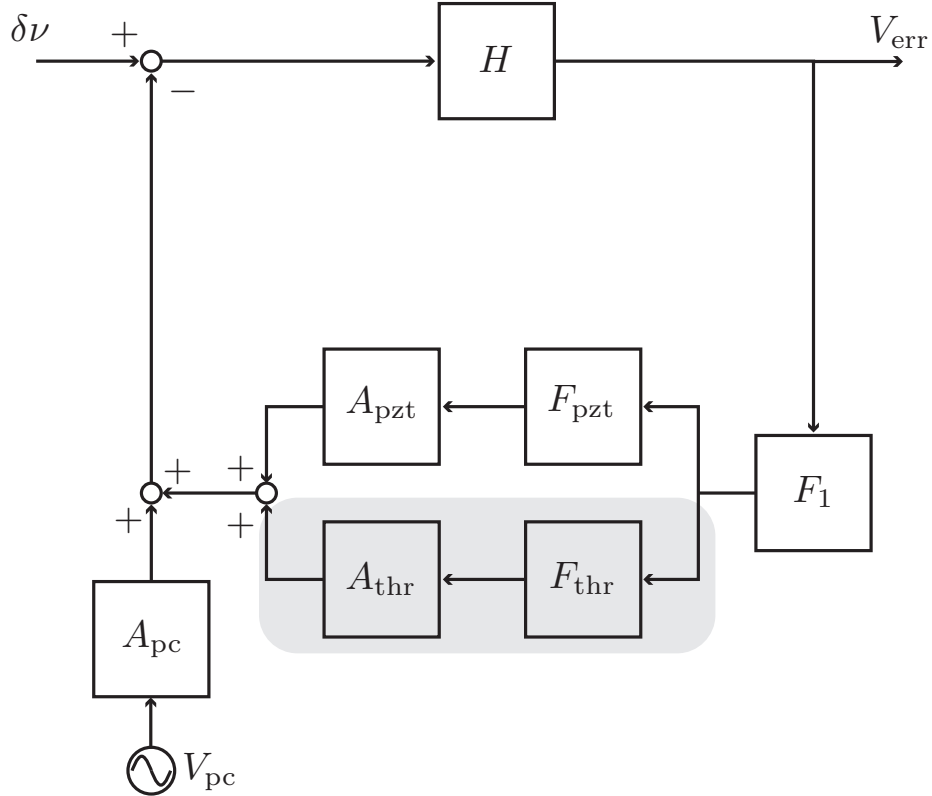 δν
+
−
H
V_err
A_pzt
F_pzt
F_1
+
+
+
+
A_thr
F_thr
A_pc
V_pc